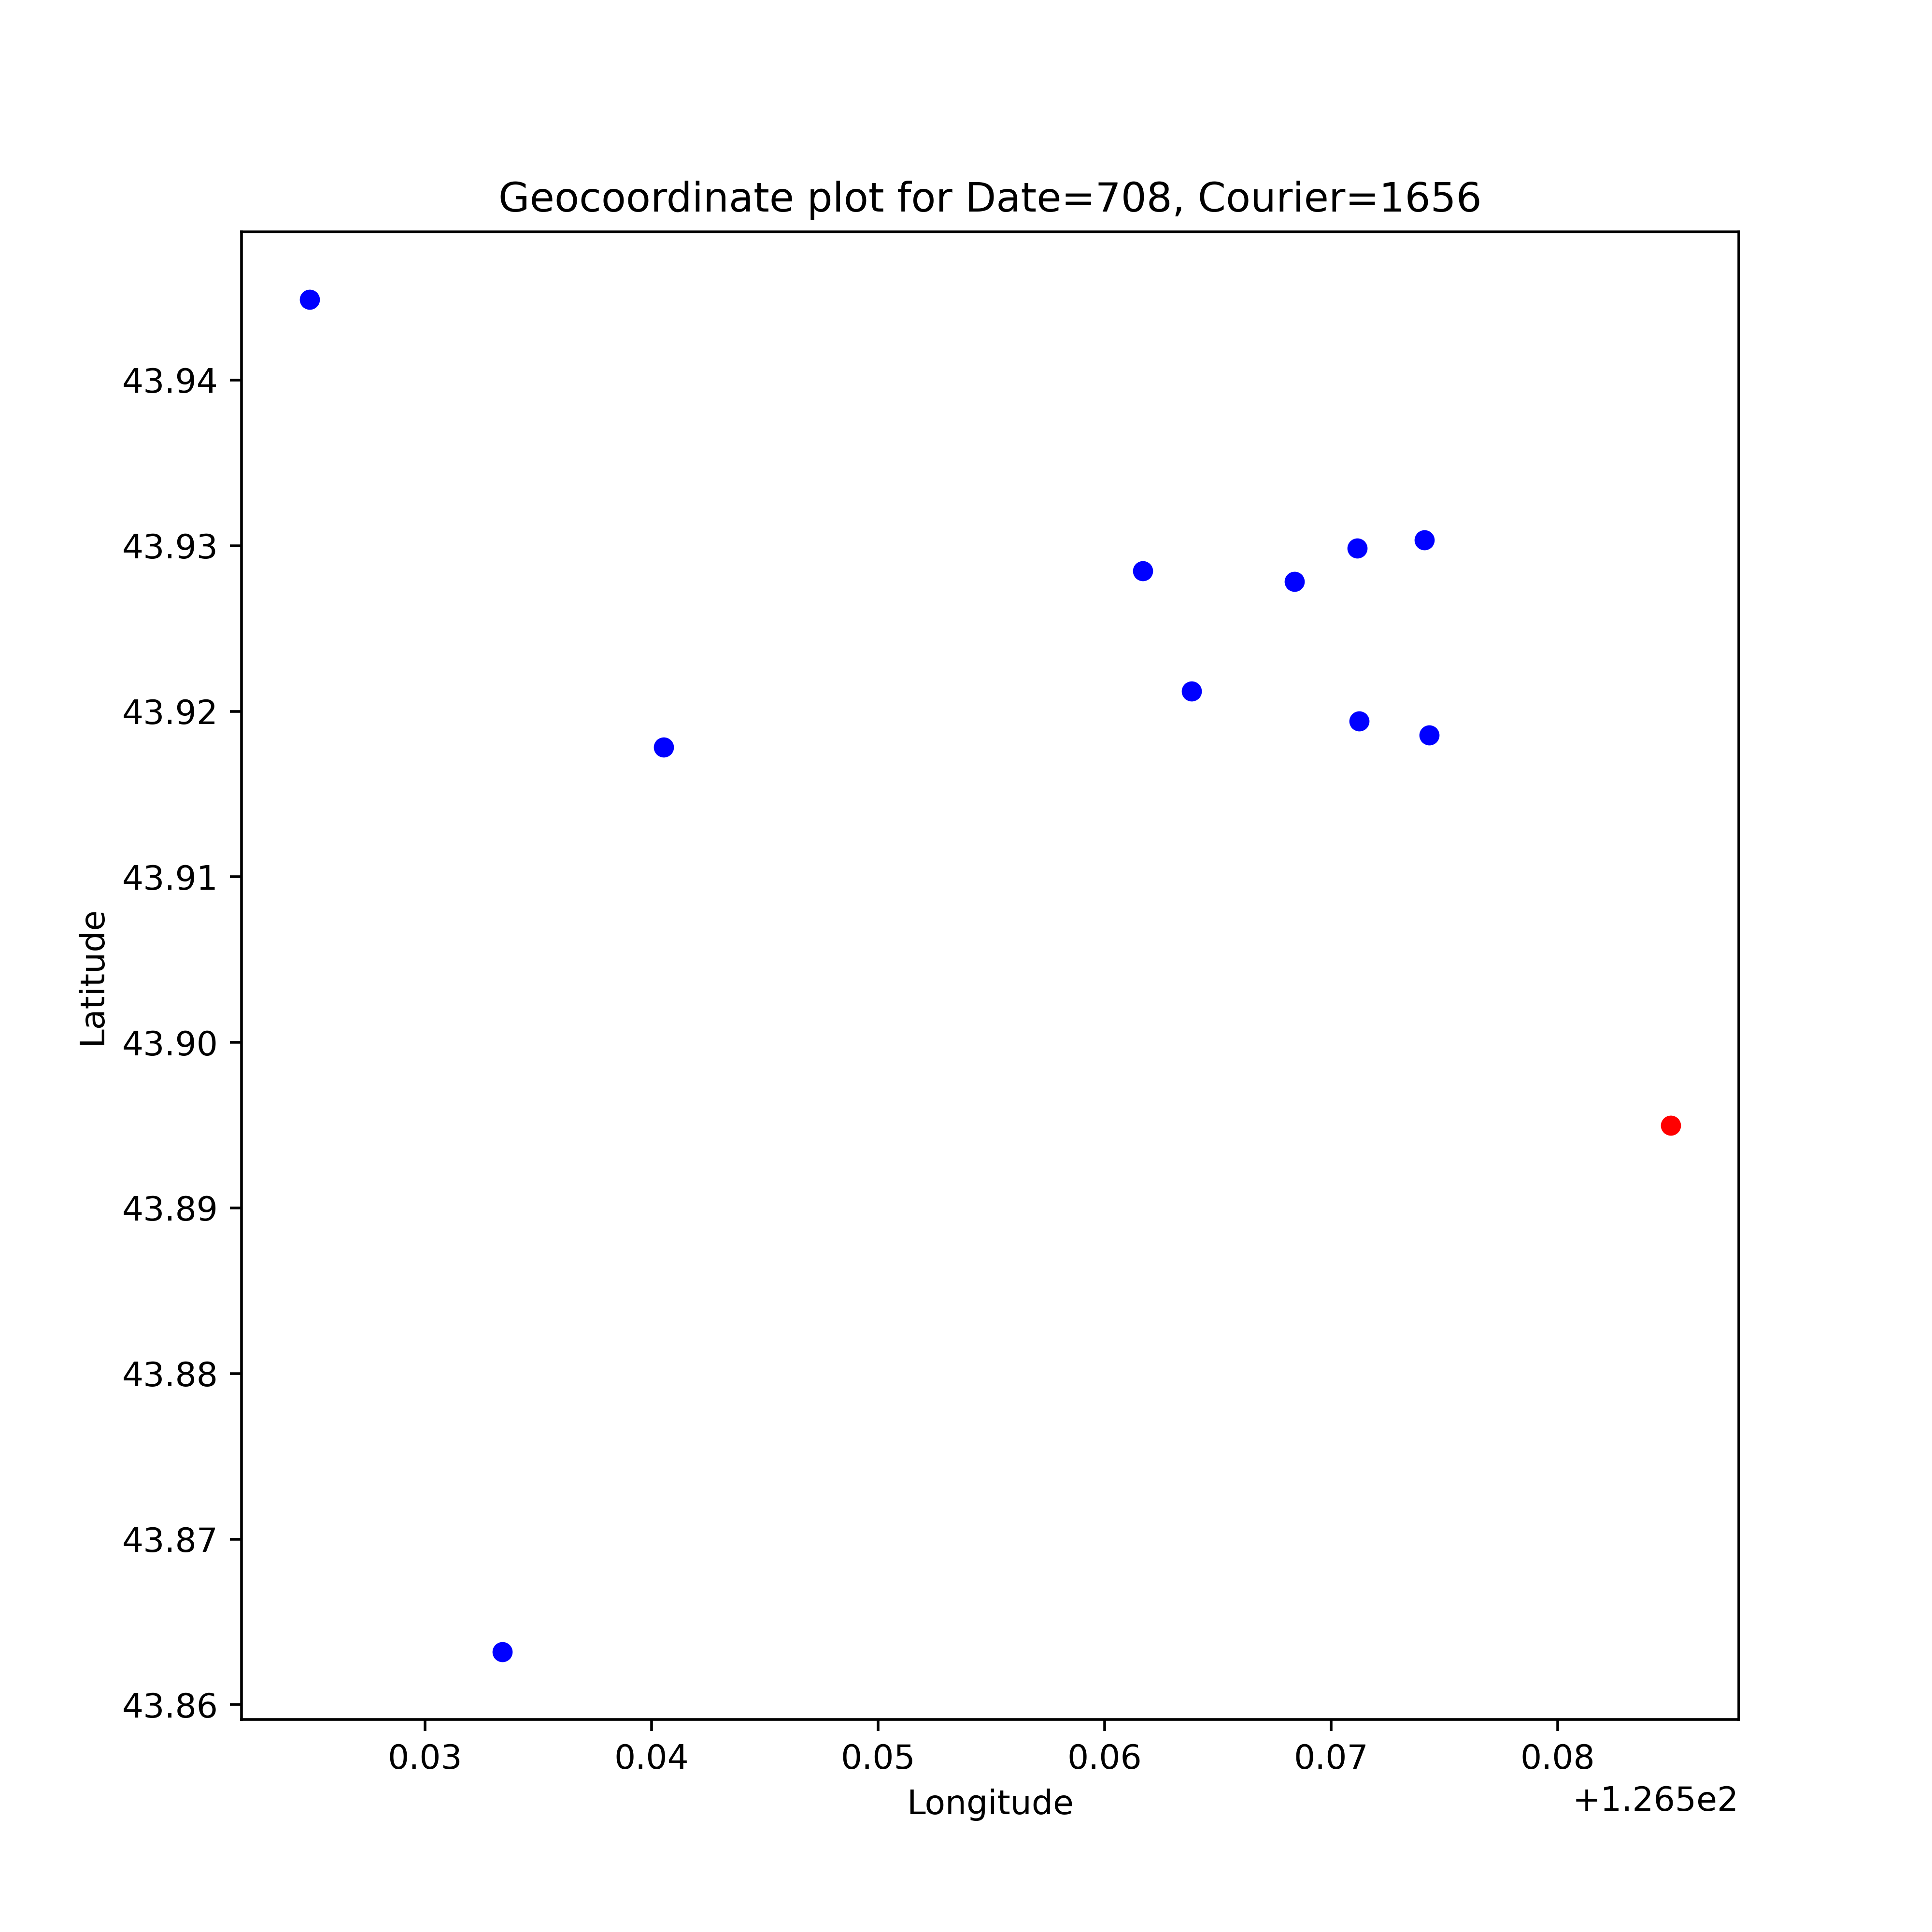 Geocoordinate plot for Date=708, Courier=1656
43.94
43.93
43.92
43.91
43.90
43.89
43.88
43.87
43.86
Latitude
0.03 0.04 0.05 0.06 0.07 0.08
+1.265e2
Longitude